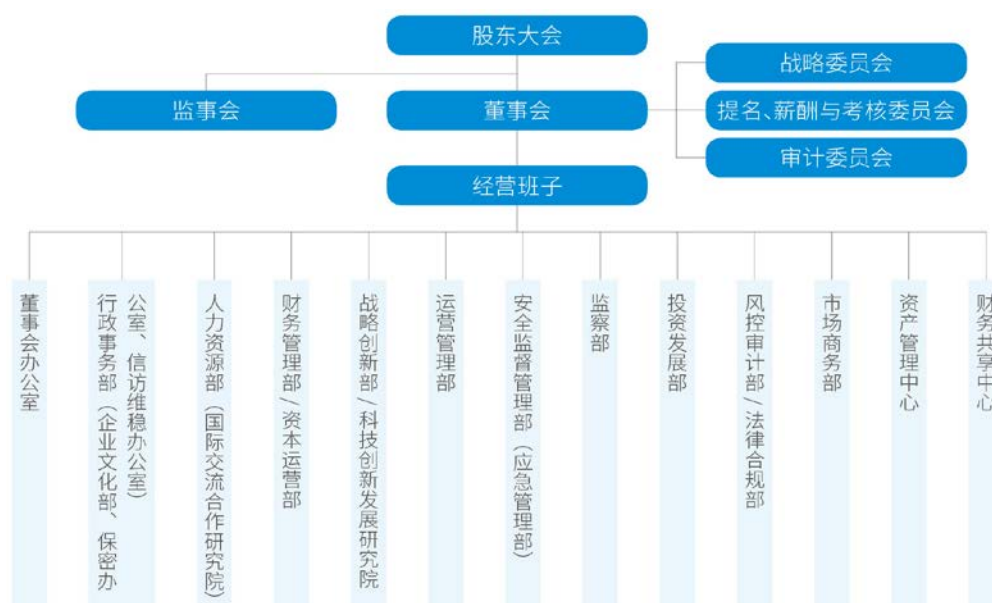 股东大会
监事会
董事会
战略委员会
提名、薪酬与考核委员会
审计委员会
经营班子
董事会办公室
行政事务部（企业文化部、保密办
公室、信访维稳办公室）
人力资源部（国际交流合作研究院）
财务管理部/资本运营部
战略创新部/科技创新发展研究院
运营管理部
安全监督管理部（应急管理部）
监察部
投资发展部
风控审计部/法律合规部
市场商务部
资产管理中心
财务共享中心